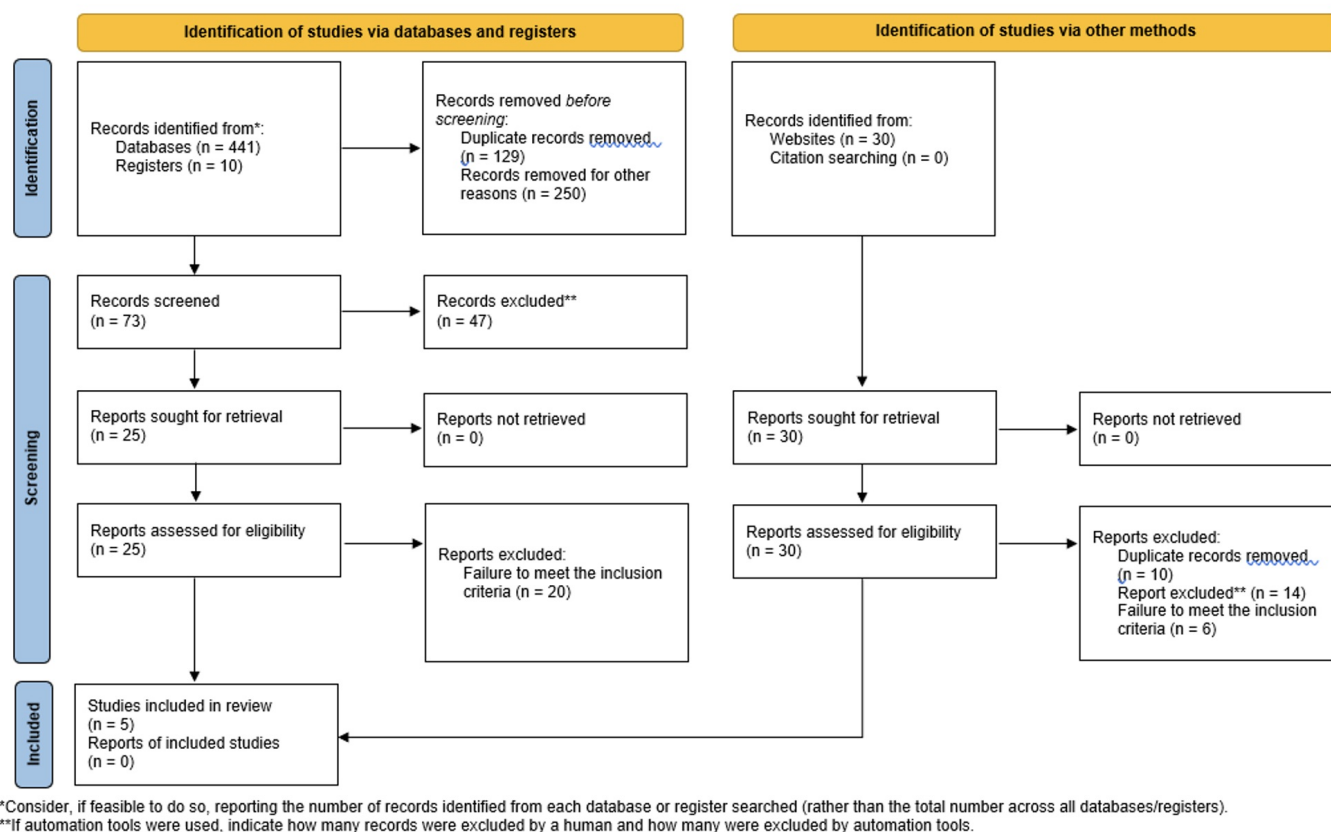 Identification of studies via databases and registers
Identification of studies via other methods
Identification
Records identified from*:
Databases (n = 441)
Registers (n = 10)
Records removed before
screening:
Duplicate records removed
(n = 129)
Records removed for other
reasons (n = 250)
Records identified from:
Websites (n = 30)
Citation searching (n = 0)
Screening
Records screened
(n = 73)
Records excluded**
(n = 47)
Reports sought for retrieval
(n = 25)
Reports not retrieved
(n = 0)
Reports sought for retrieval
(n = 30)
Reports not retrieved
(n = 0)
Reports assessed for eligibility
(n = 25)
Reports excluded:
Failure to meet the inclusion
criteria (n = 20)
Reports assessed for eligibility
(n = 30)
Reports excluded:
Duplicate records removed
(n = 10)
Report excluded** (n = 14)
Failure to meet the inclusion
criteria (n = 6)
Included
Studies included in review
(n = 5)
Reports of included studies
(n = 0)
*Consider, if feasible to do so, reporting the number of records identified from each database or register searched (rather than the total number across all databases/registers).
**If automation tools were used, indicate how many records were excluded by a human and how many were excluded by automation tools.